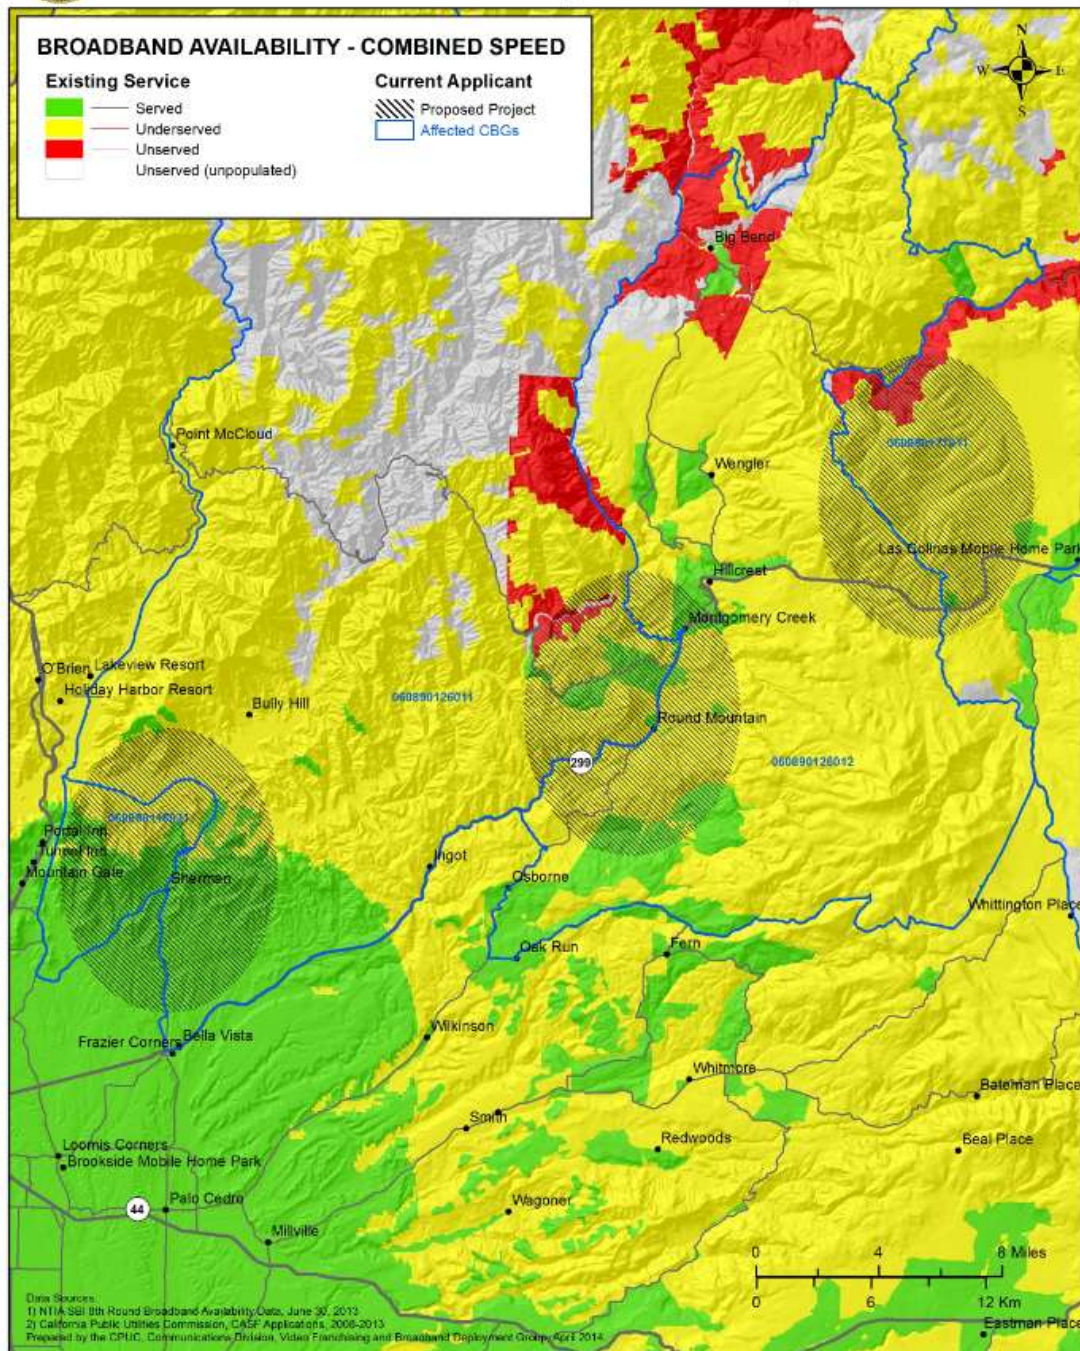 BROADBAND AVAILABILITY - COMBINED SPEED
Existing Service
Served
Underserved
Unserved
Unserved (unpopulated)
Current Applicant
Proposed Project
Affected CBGs
N
W E
S
Big Bend
Point McCloud
Wengler
Las Colinas Mobile Home Park
Hillcrest
Montgomery Creek
O'Brien
Lakeview Resort
Holiday Harbor Resort
Bully Hill
060890126011
Round Mountain
299
060890126012
Portal Inn
Tunnel Inn
Mountain Gate
Sherman
Ingot
Osborne
Whittington Place
Oak Run
Fern
Wilkinson
Frazier Corners
Bella Vista
Whitmore
Bateman Place
Smith
Redwoods
Beal Place
Loomis Corners
Brookside Mobile Home Park
Palo Cedro
44
Wagoner
Millville
0 4 8 Miles
0 6 12 Km
Eastman Place
Data Sources:
1) NTIA SBI 8th Round Broadband Availability Data, June 30, 2013
2) California Public Utilities Commission, CASF Applications, 2008-2013
Prepared by the CPUC, Communications Division, Video Franchising and Broadband Deployment Group, April 2014